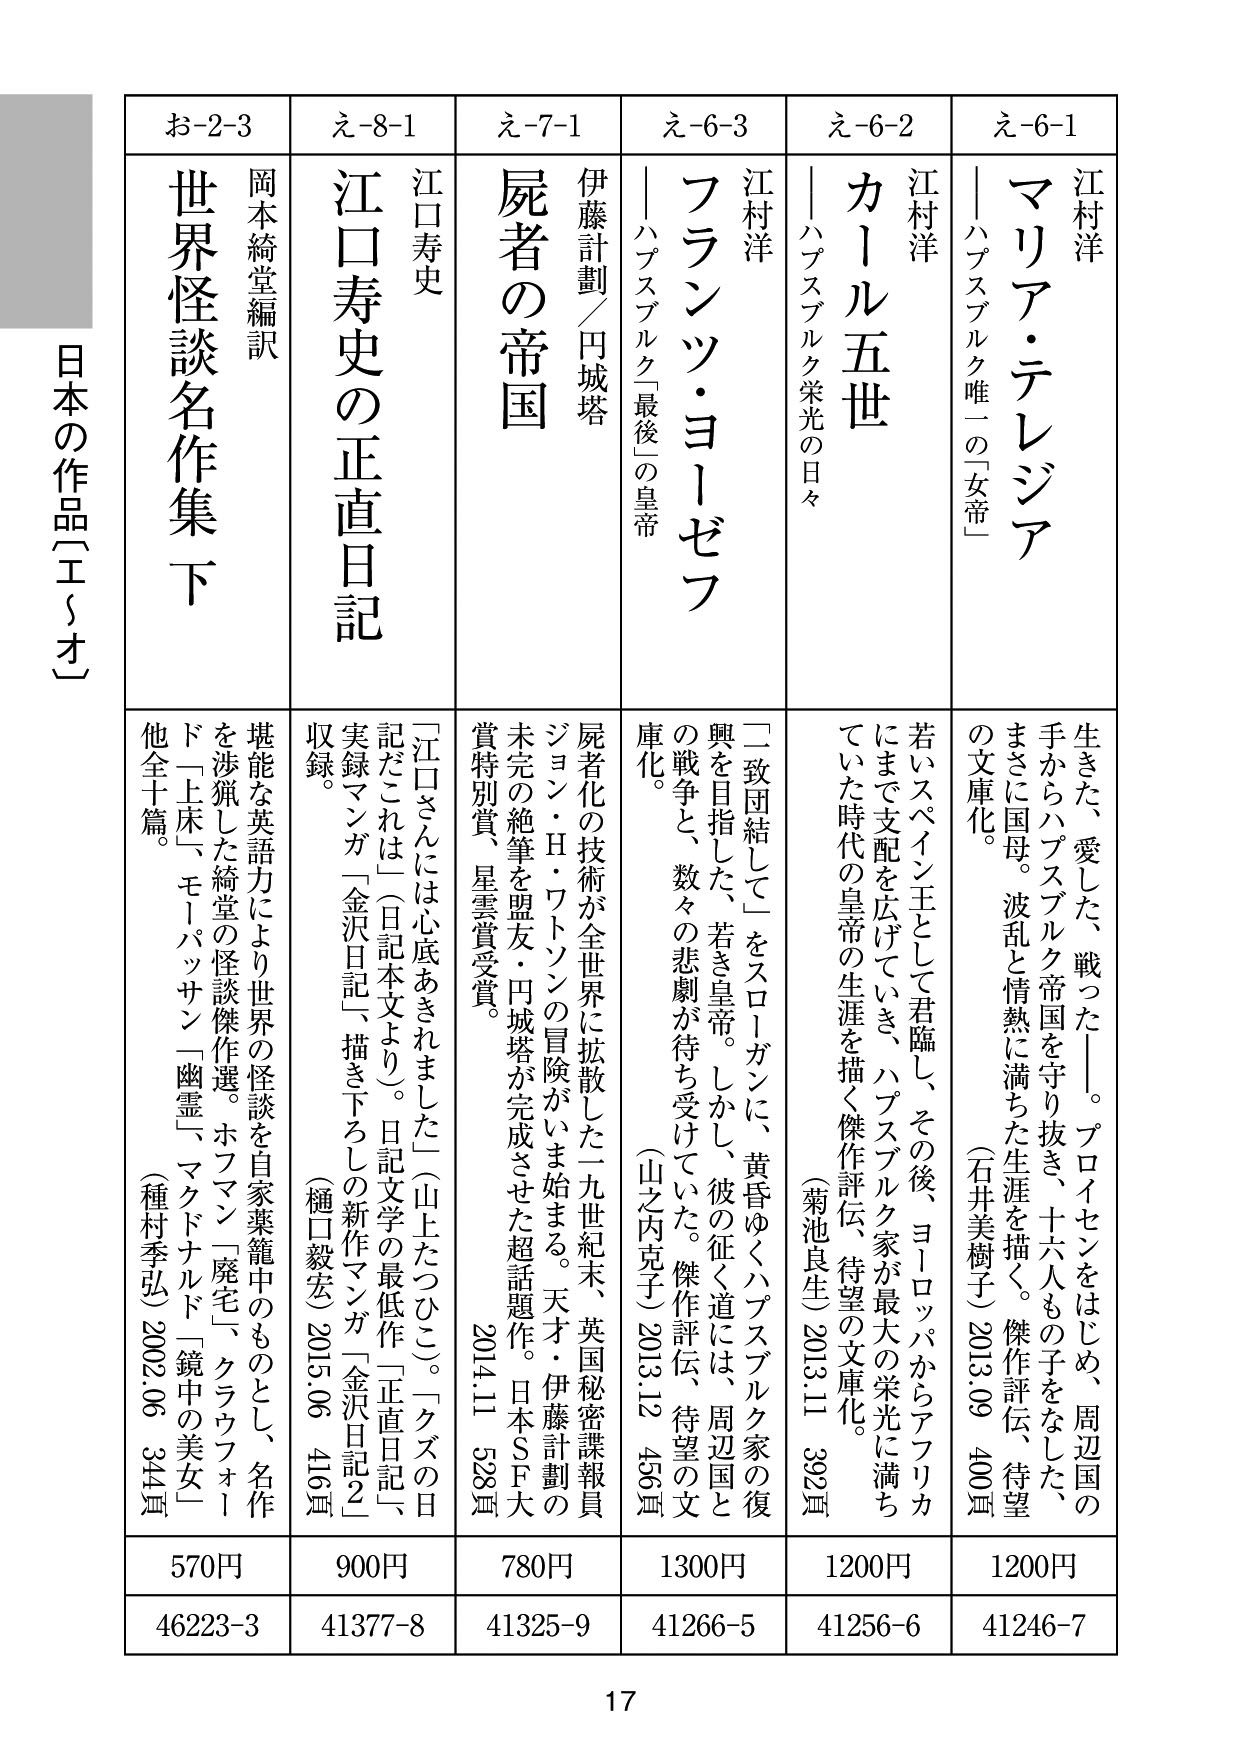 え-6-1
江村洋
マリア・テレジア
――ハプスブルク唯一の「女帝」
生きた、愛した、戦った――。プロイセンをはじめ、周辺国の
手からハプスブルク帝国を守り抜き、十六人もの子をなした、
まさに国母。波乱と情熱に満ちた生涯を描く。傑作評伝、待望
の文庫化。
（石井美樹子）2013.09 400頁
1200円
41246-7
え-6-2
江村洋
カール五世
――ハプスブルク栄光の日々
若いスペイン王として君臨し、その後、ヨーロッパからアフリカ
にまで支配を広げていき、ハプスブルク家が最大の栄光に満ち
ていた時代の皇帝の生涯を描く傑作評伝、待望の文庫化。
（菊池良生）2013.11 392頁
1200円
41256-6
え-6-3
江村洋
フランツ・ヨーゼフ
――ハプスブルク「最後」の皇帝
「一致団結して」をスローガンに、黄昏ゆくハプスブルク家の復
興を目指した、若き皇帝。しかし、彼の征く道には、周辺国と
の戦争と、数々の悲劇が待ち受けていた。傑作評伝、待望の文
庫化。
（山之内克子）2013.12 456頁
1300円
41266-5
え-7-1
伊藤計劃／円城塔
屍者の帝国
屍者化の技術が全世界に拡散した一九世紀末、英国秘密諜報員
ジョン・H・ワトソンの冒険がいま始まる。天才・伊藤計劃の
未完の絶筆を盟友・円城塔が完成させた超話題作。日本ＳＦ大
賞特別賞、星雲賞受賞。
2014.11 528頁
780円
41325-9
え-8-1
江口寿史
江口寿史の正直日記
「江口さんには心底あきれました」（山上たつひこ）。「クズの日
記だこれは」（日記本文より）。日記文学の最低作「正直日記」、
実録マンガ「金沢日記」、描き下ろしの新作マンガ「金沢日記２」
収録。
（樋口毅宏）2015.06 416頁
900円
41377-8
お-2-3
岡本綺堂編訳
世界怪談名作集 下
堪能な英語力により世界の怪談を自家薬籠中のものとし、名作
を渉猟した綺堂の怪談傑作選。ホフマン「廃宅」、クラウフォー
ド「上床」、モーパッサン「幽霊」、マクドナルド「鏡中の美女」
他全十篇。
（種村季弘）2002.06 344頁
570円
46223-3
日本の作品〔エ〜オ〕
17